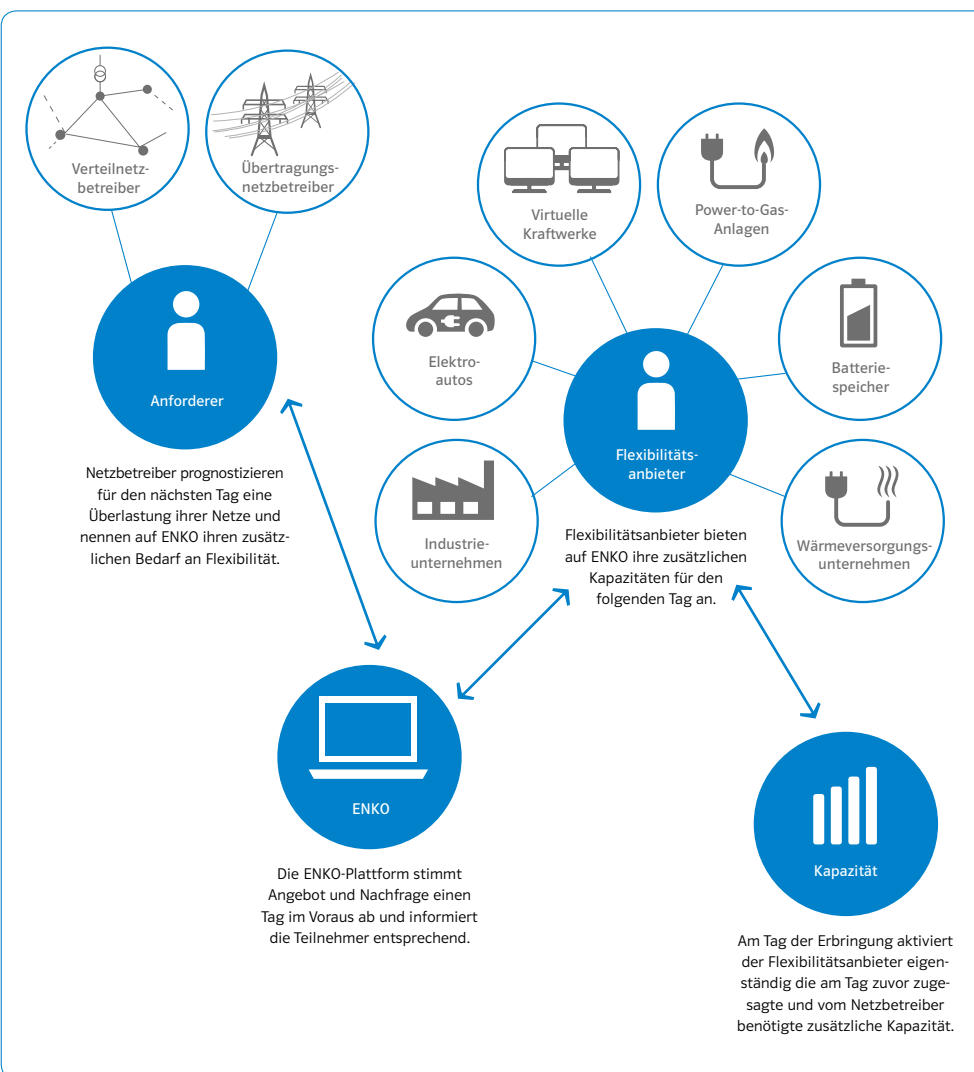 Verteilnetz-
betreiber
Übertragungs-
netzbetreiber
Anforderer
Netzbetreiber prognostizieren
für den nächsten Tag eine
Überlastung ihrer Netze und
nennen auf ENKO ihren zusätz-
lichen Bedarf an Flexibilität.
Virtuelle
Kraftwerke
Power-to-Gas-
Anlagen
Elektro-
autos
Batterie-
speicher
Flexibilitäts-
anbieter
Industrie-
unternehmen
Wärmeversorgungs-
unternehmen
Flexibilitätsanbieter bieten
auf ENKO ihre zusätzlichen
Kapazitäten für den
folgenden Tag an.
ENKO
Die ENKO-Plattform stimmt
Angebot und Nachfrage einen
Tag im Voraus ab und informiert
die Teilnehmer entsprechend.
Kapazität
Am Tag der Erbringung aktiviert
der Flexibilitätsanbieter eigen-
ständig die am Tag zuvor zuge-
sagte und vom Netzbetreiber
benötigte zusätzliche Kapazität.